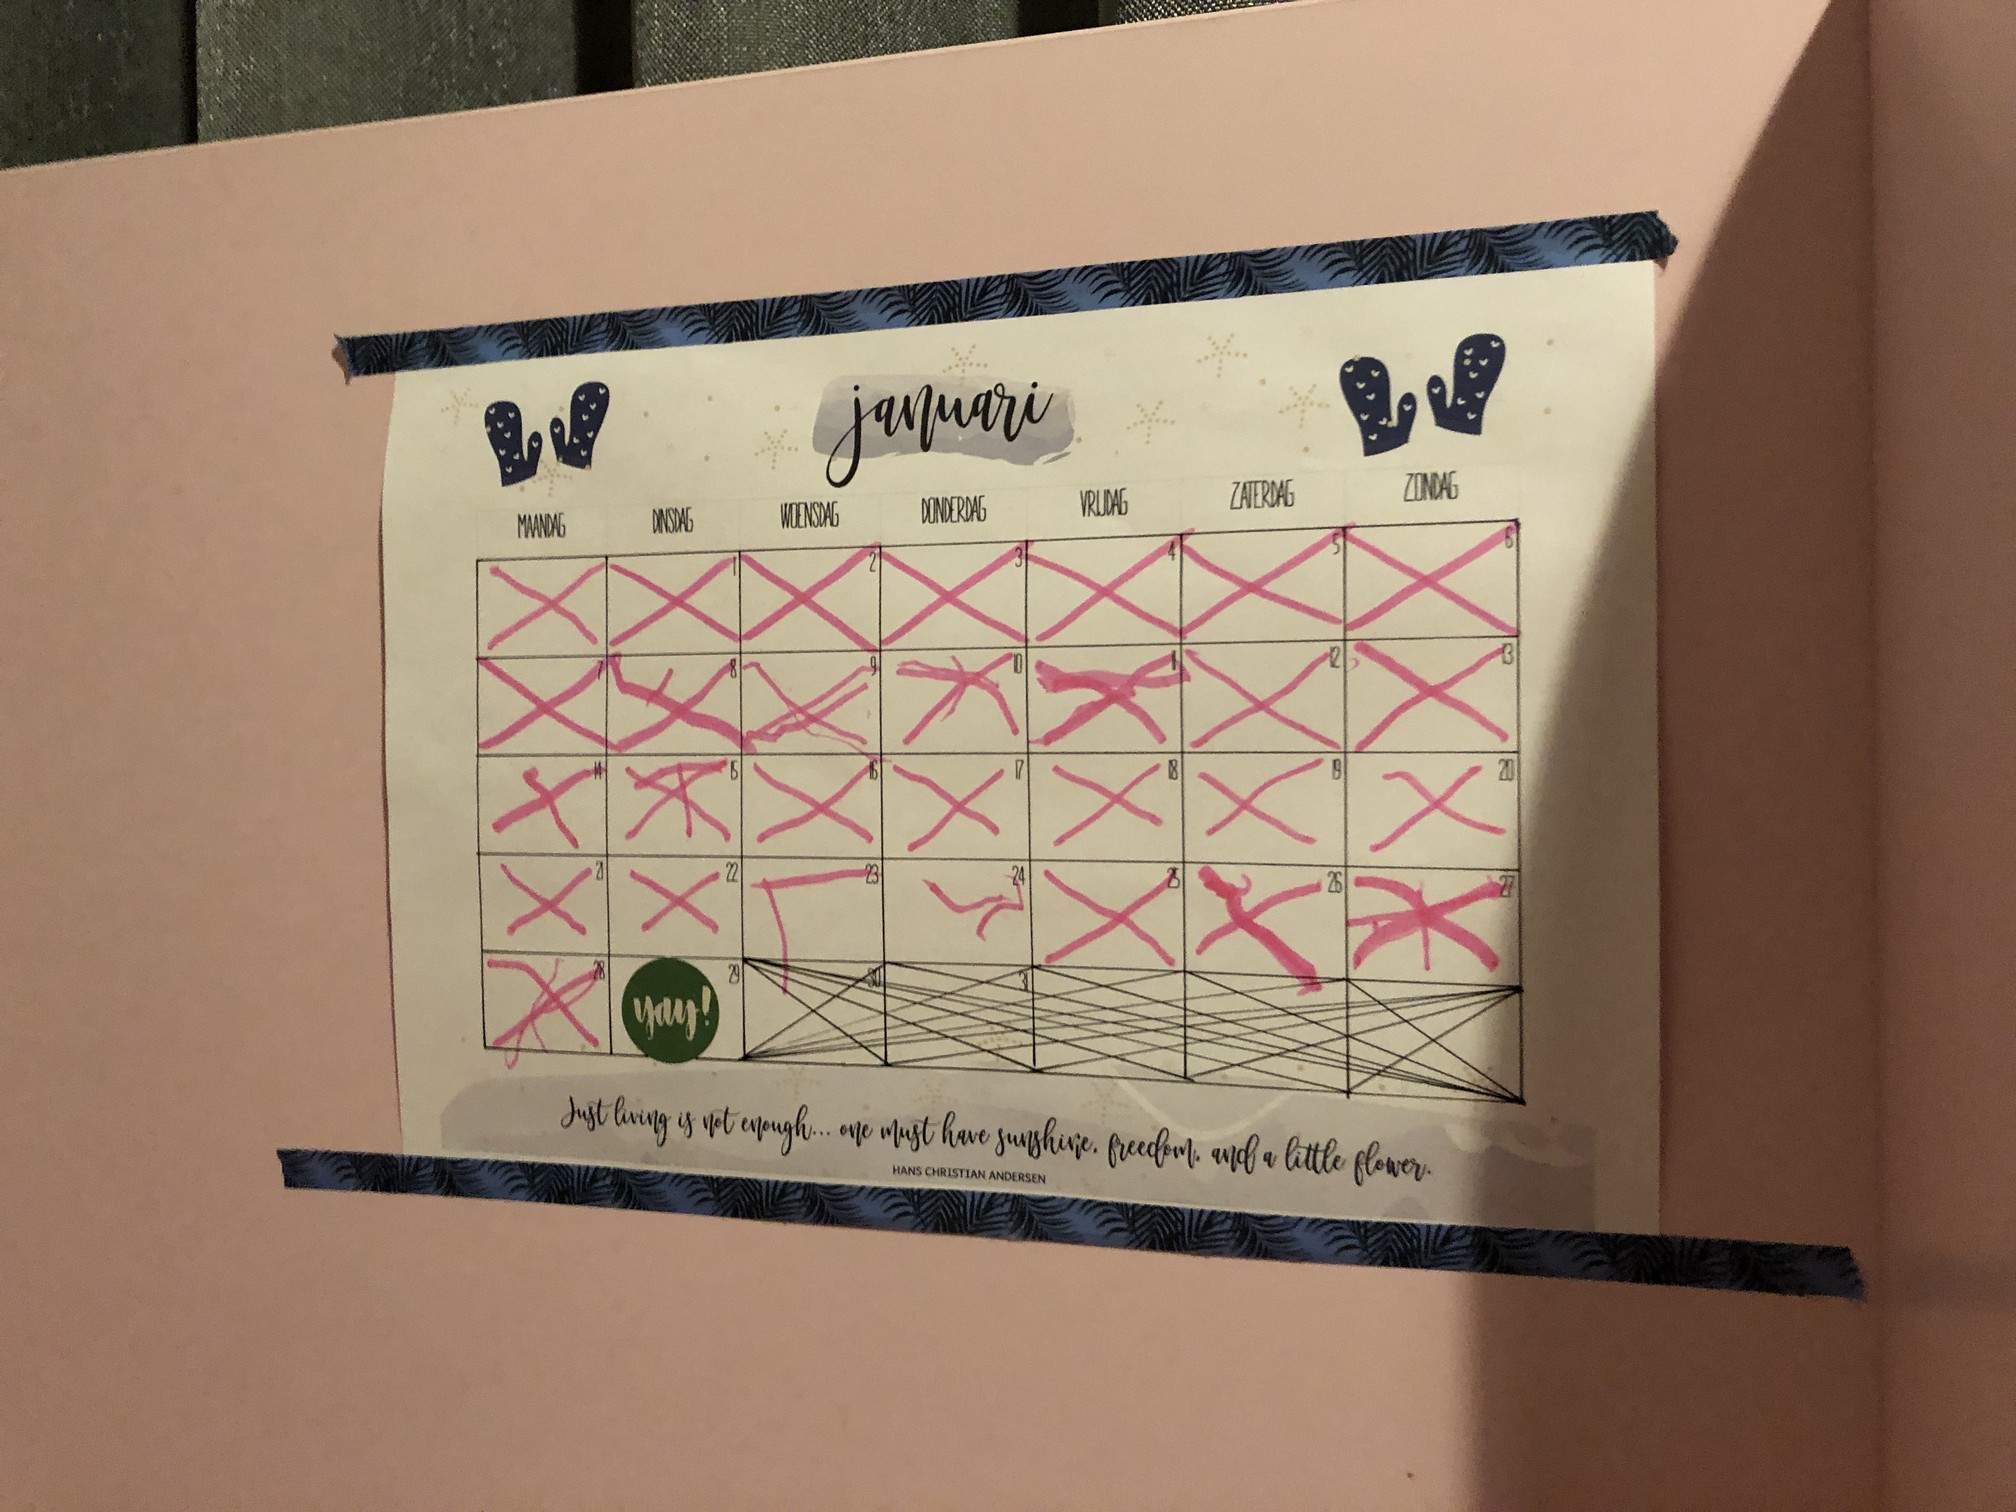 januari
MAANDAG DINSDAG WOENSDAG DONDERDAG VRIJDAG ZATERDAG ZONDAG
1 2 3 4 5 6
7 8 9 10 11 12 13
14 15 16 17 18 19 20
21 22 23 24 25 26 27
28 yay! 29 30 31
Just living is not enough... one must have sunshine, freedom, and a little flower.
HANS CHRISTIAN ANDERSEN